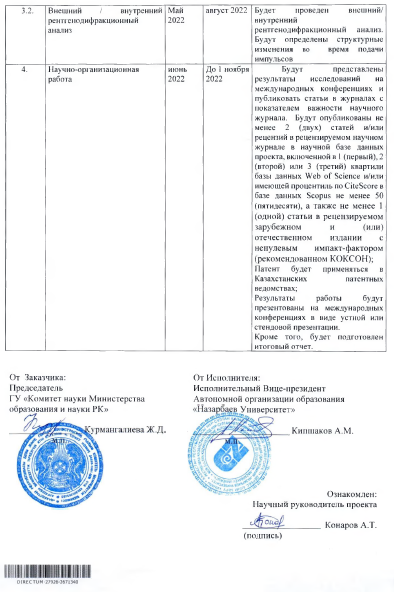 3.2. Внешний / внутренний рентгенодифракционный анализ Май 2022 август 2022 Будет проведен внешний/
внутренний
рентгенодифракционный анализ.
Будут определены структурные
изменения во время подачи
импульсов
4. Научно-организационная работа июнь 2022 До 1 ноября 2022 Будут представлены
результаты исследований на
международных конференциях и
публиковать статьи в журналах с
показателем важности научного
журнала. Будут опубликованы не
менее 2 (двух) статей и/или
рецензий в рецензируемом научном
журнале в научной базе данных
проекта, включенной в 1 (первый), 2
(второй) или 3 (третий) квартили
базы данных Web of Science и/или
имеющей процентиль по CiteScore в
базе данных Scopus не менее 50
(пятидесяти), а также не менее 1
(одной) статьи в рецензируемом
зарубежном и (или)
отечественном издании с
ненулевым импакт-фактором
(рекомендованном КОКСОН);
Патент будет применяться в
Казахстанских патентных
ведомствах;
Результаты работы будут
презентованы на международных
конференциях в виде устной или
стендовой презентации.
Кроме того, будет подготовлен
итоговый отчет.
От Заказчика:
Председатель
ГУ «Комитет науки Министерства
образования и науки РК»
Курмангалиева Ж.Д.
м.п.
От Исполнителя:
Исполнительный Вице-президент
Автономной организации образования
«Назарбаев Университет»
Кипшаков А.М.
м.п.
Ознакомлен:
Научный руководитель проекта
Конаров А.Т.
(подпись)
DIRECTUM-27928-2671340